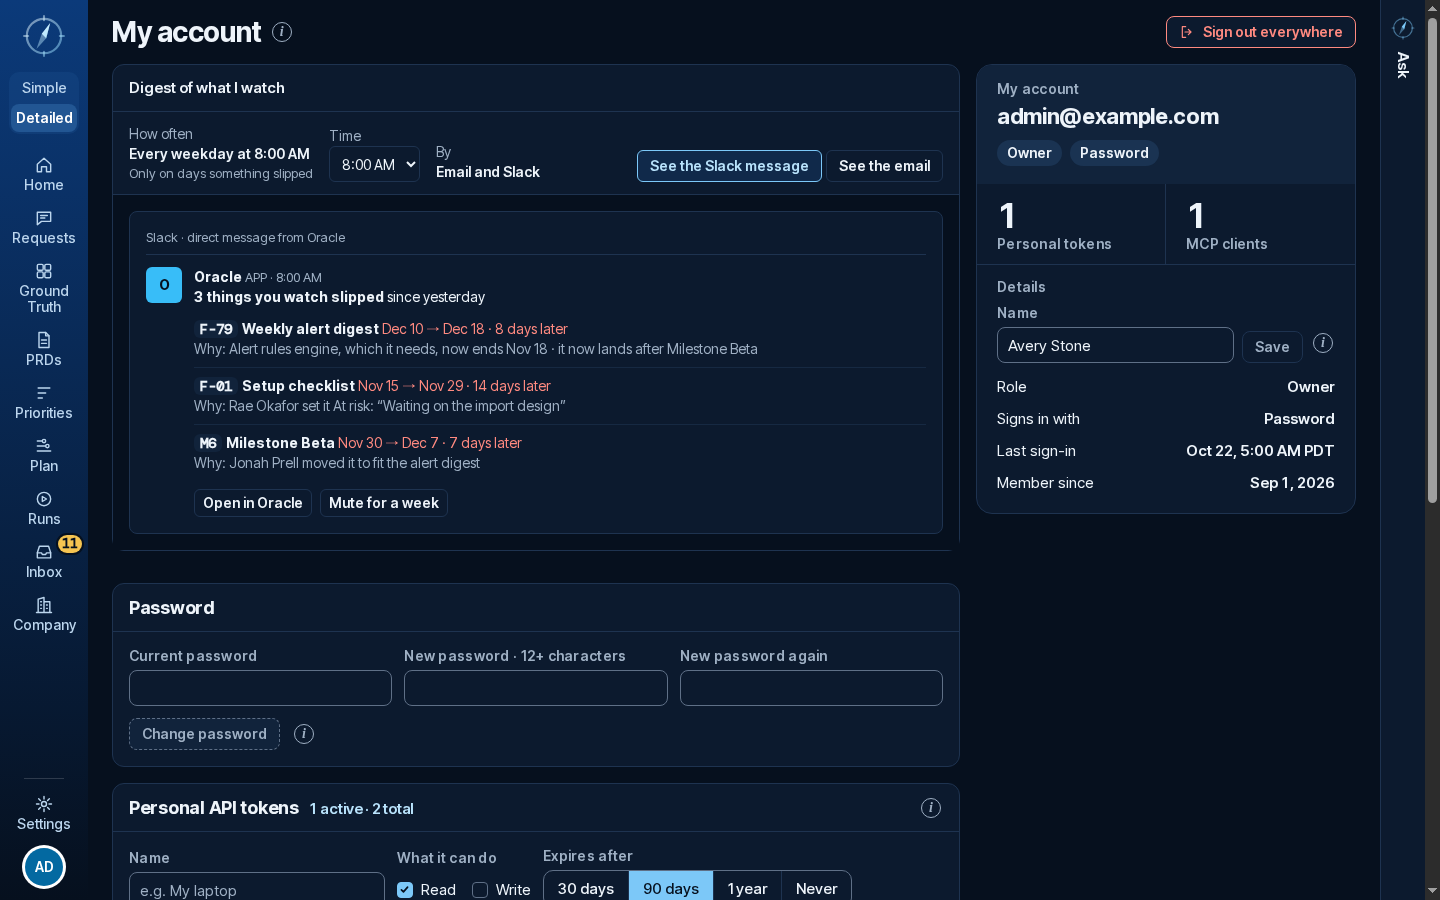 My account
i
Sign out everywhere
Ask
Simple
Detailed
Home
Requests
Ground
Truth
PRDs
Priorities
Plan
Runs
11
Inbox
Company
Settings
AD
Digest of what I watch
How often
Every weekday at 8:00 AM
Only on days something slipped
Time
8:00 AM
By
Email and Slack
See the Slack message
See the email
Slack · direct message from Oracle
O
Oracle APP · 8:00 AM
3 things you watch slipped since yesterday
F-79 Weekly alert digest Dec 10 → Dec 18 · 8 days later
Why: Alert rules engine, which it needs, now ends Nov 18 · it now lands after Milestone Beta
F-01 Setup checklist Nov 15 → Nov 29 · 14 days later
Why: Rae Okafor set it At risk: “Waiting on the import design”
M6 Milestone Beta Nov 30 → Dec 7 · 7 days later
Why: Jonah Prell moved it to fit the alert digest
Open in Oracle
Mute for a week
My account
admin@example.com
Owner
Password
1
Personal tokens
1
MCP clients
Details
Name
Avery Stone
Save
i
Role Owner
Signs in with Password
Last sign-in Oct 22, 5:00 AM PDT
Member since Sep 1, 2026
Password
Current password
New password · 12+ characters
New password again
Change password
i
Personal API tokens 1 active · 2 total
i
Name
e.g. My laptop
What it can do
Read
Write
Expires after
30 days
90 days
1 year
Never